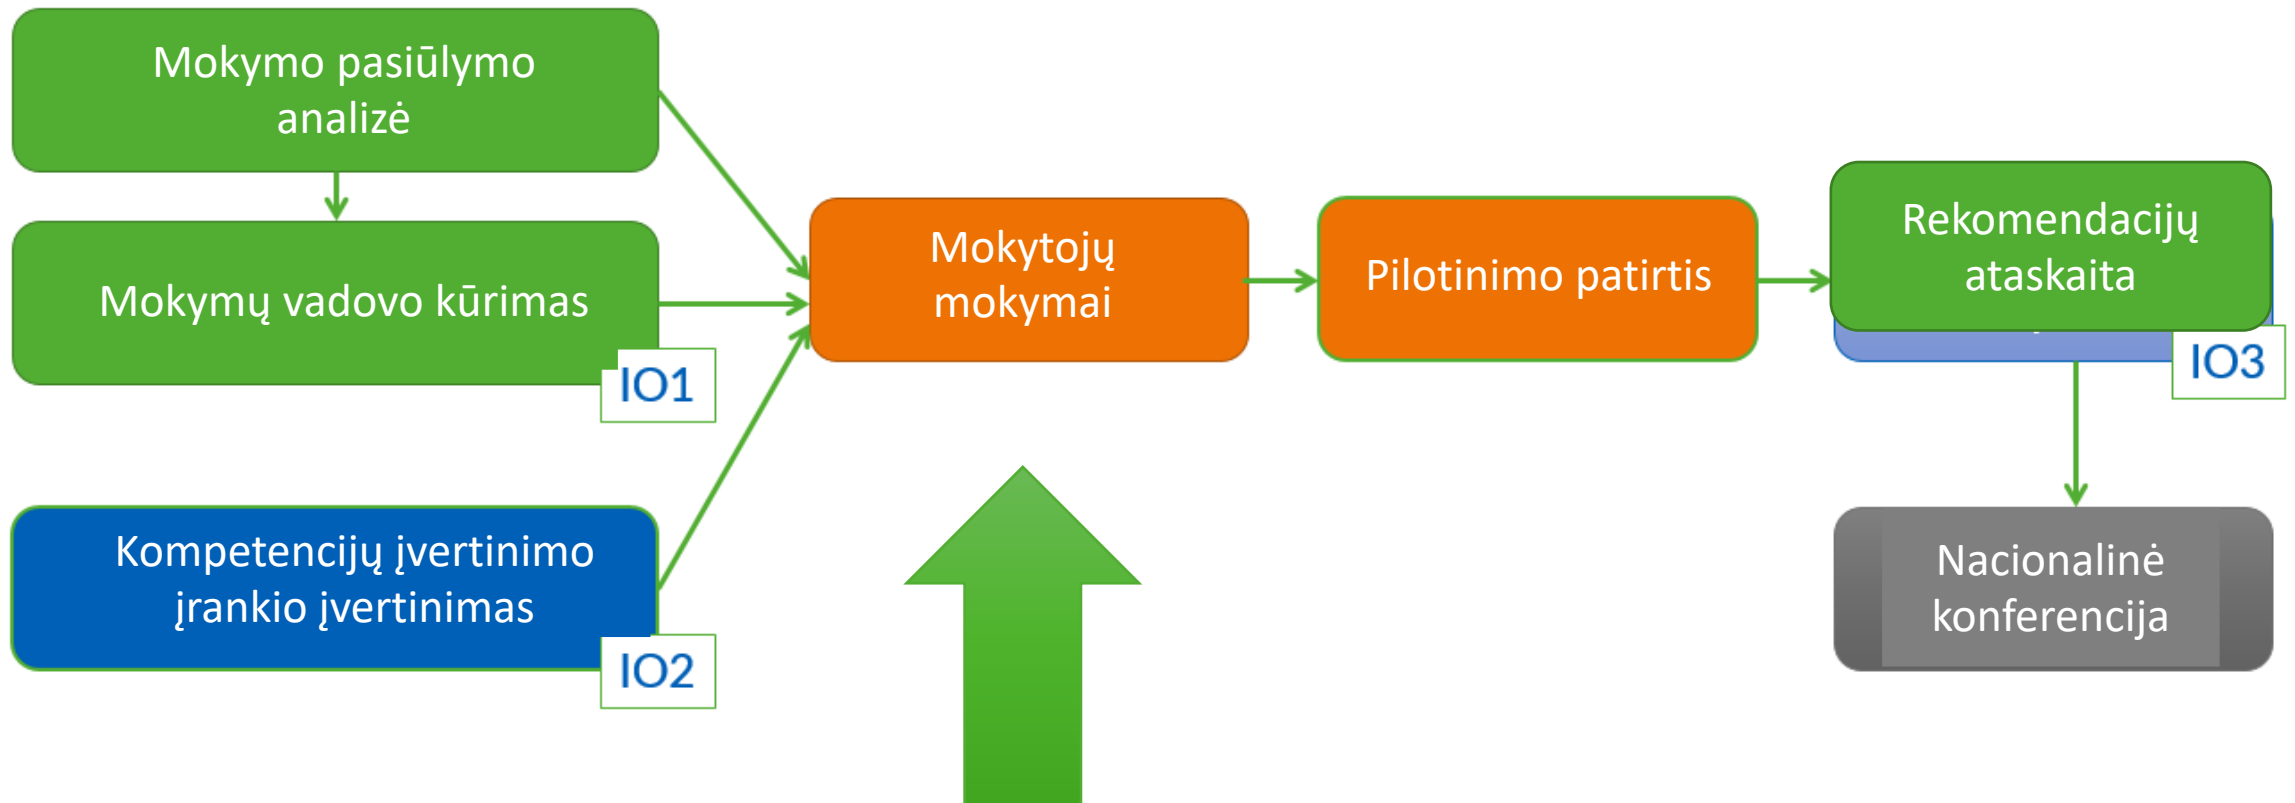 Mokymo pasiūlymo
analizė
Mokymų vadovo kūrimas
IO1
Kompetencijų įvertinimo
įrankio įvertinimas
IO2
Mokytojų
mokymai
Pilotinimo patirtis
Rekomendacijų
ataskaita
IO3
Nacionalinė
konferencija